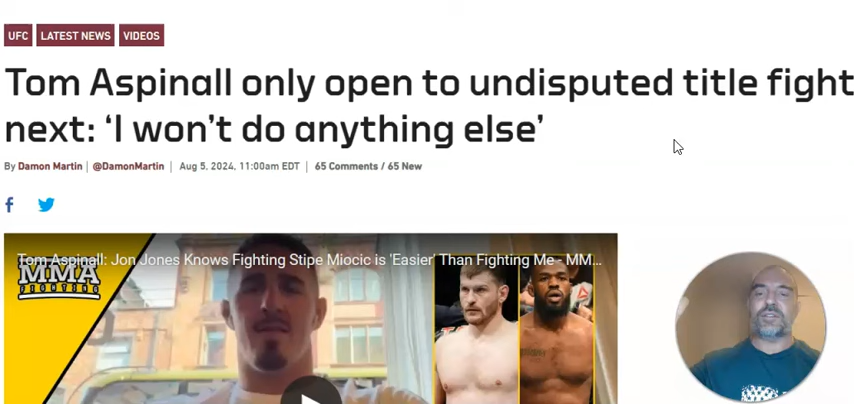 UFC LATEST NEWS VIDEOS
Tom Aspinall only open to undisputed title fight
next: ‘I won’t do anything else’
By Damon Martin | @DamonMartin | Aug 5, 2024, 11:00am EDT | 65 Comments / 65 New
Tom Aspinall: Jon Jones Knows Fighting Stipe Miocic is 'Easier' Than Fighting Me - MM...
MMA
FIGHTING